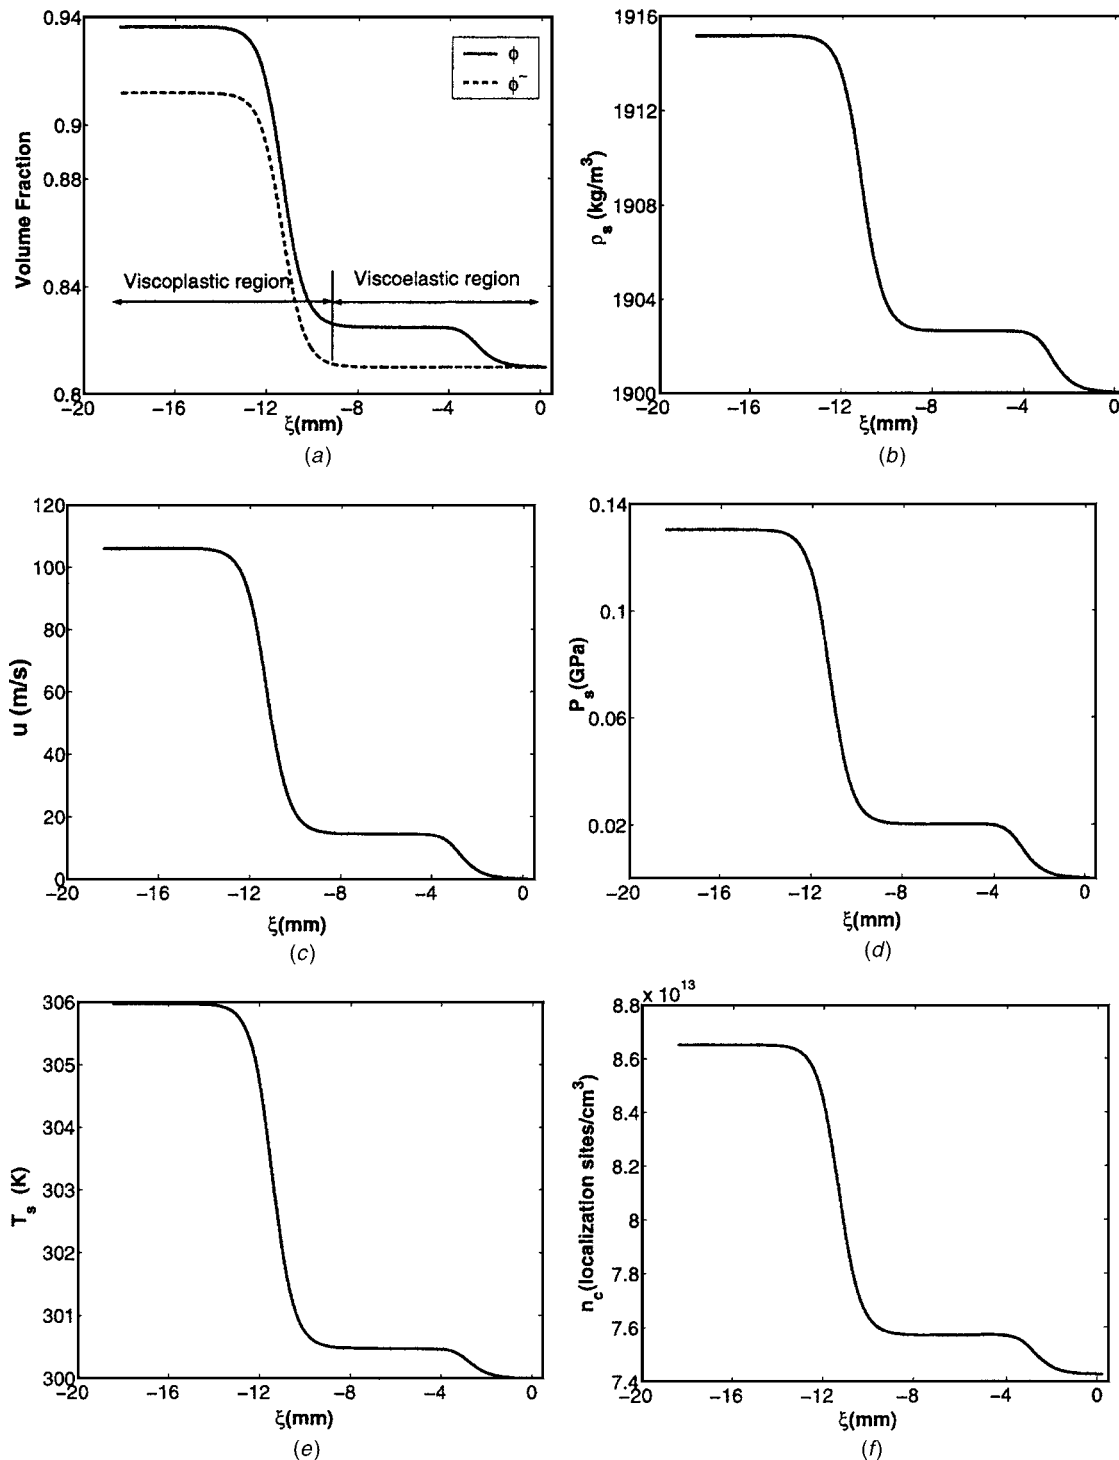 0.94
0.9
0.88
0.84
0.8
Volume Fraction
ϕ
ϕ~
Viscoplastic region
Viscoelastic region
−20 −16 −12 −8 −4 0
ξ(mm)
(a)
1916
1912
1908
1904
1900
ρs (kg/m3)
−20 −16 −12 −8 −4 0
ξ(mm)
(b)
120
100
80
60
40
20
0
u (m/s)
−20 −16 −12 −8 −4 0
ξ(mm)
(c)
0.14
0.1
0.06
0.02
Ps(GPa)
−20 −16 −12 −8 −4 0
ξ(mm)
(d)
306
305
304
303
302
301
300
Ts (K)
−20 −16 −12 −8 −4 0
ξ(mm)
(e)
8.8 x 10^13
8.6
8.4
8.2
8
7.8
7.6
7.4
nc(localization sites/cm3)
−20 −16 −12 −8 −4 0
ξ(mm)
(f)